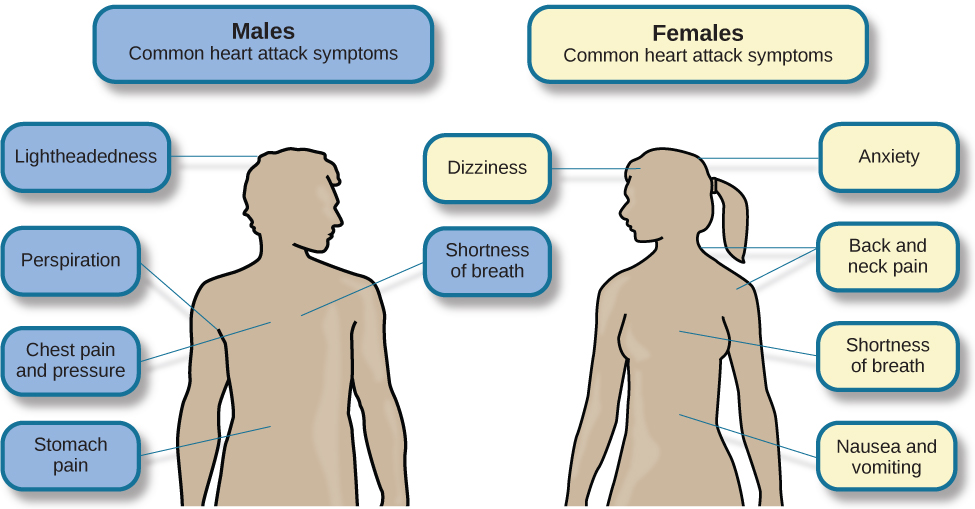 Males
Common heart attack symptoms
Females
Common heart attack symptoms
Lightheadedness
Perspiration
Chest pain
and pressure
Stomach
pain
Shortness
of breath
Dizziness
Anxiety
Back and
neck pain
Shortness
of breath
Nausea and
vomiting